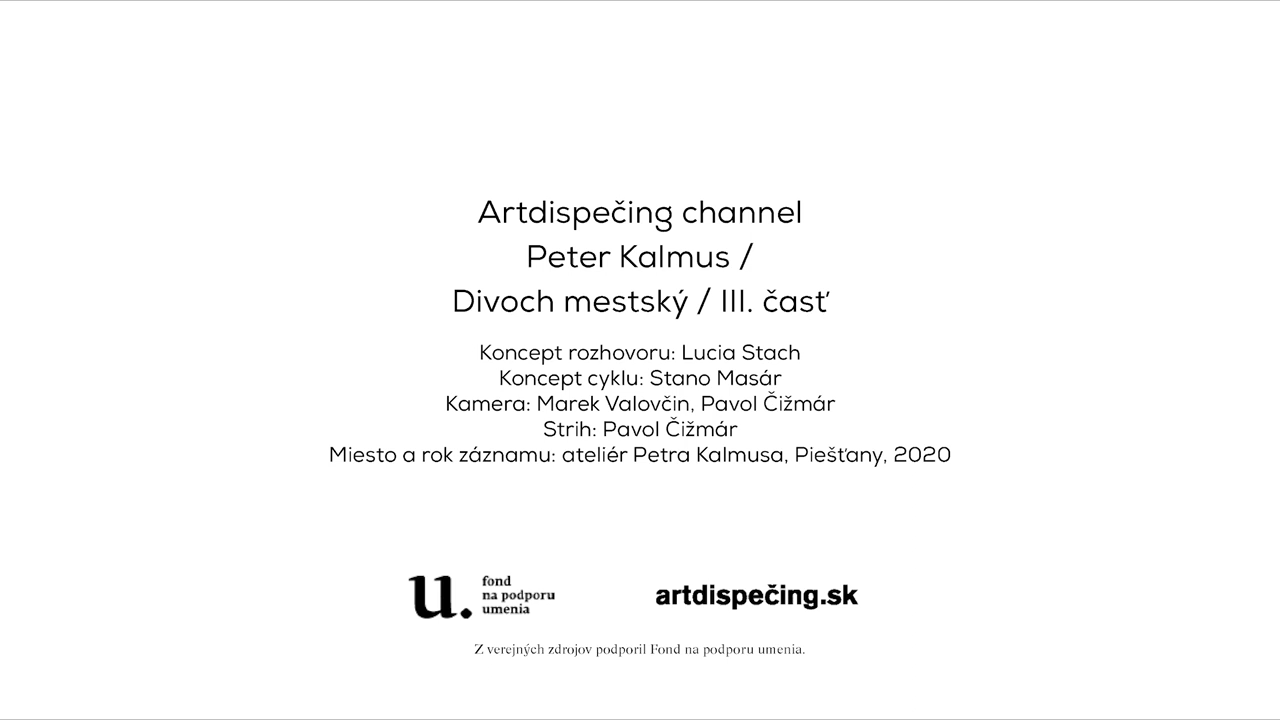 Artdispečing channel
Peter Kalmus /
Divoch mestský / III. časť
Koncept rozhovoru: Lucia Stach
Koncept cyklu: Stano Masár
Kamera: Marek Valovčin, Pavol Čižmár
Strih: Pavol Čižmár
Miesto a rok záznamu: ateliér Petra Kalmusa, Piešťany, 2020
u. fond
na podporu
umenia
artdispečing.sk
Z verejných zdrojov podporil Fond na podporu umenia.